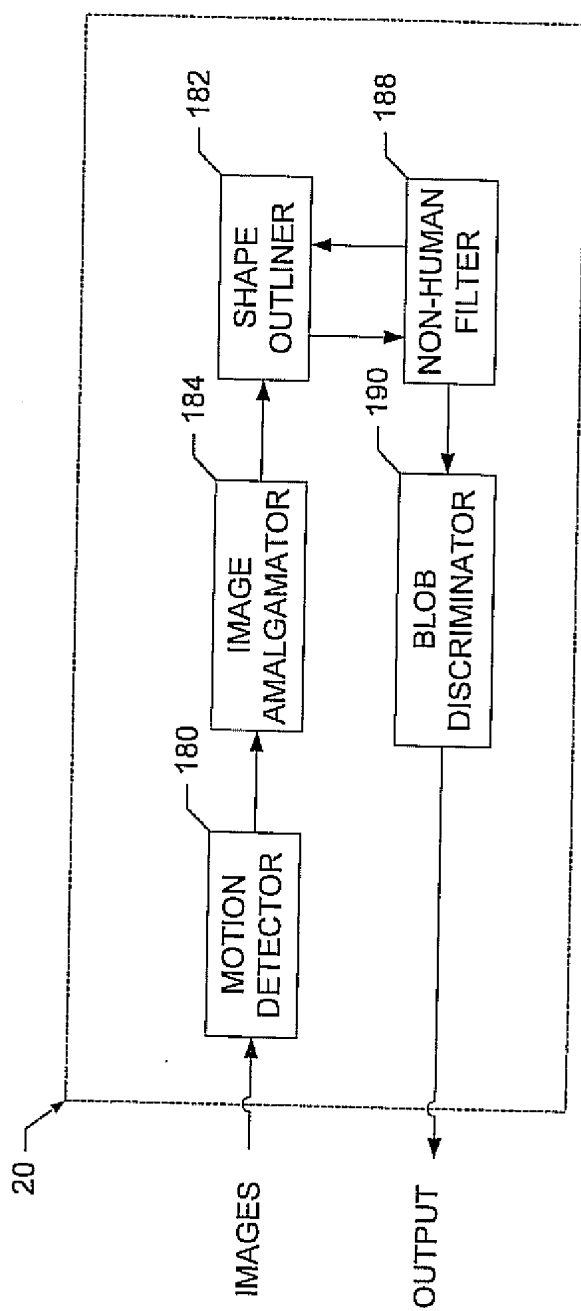 20
IMAGES
180
MOTION
DETECTOR
184
IMAGE
AMALGAMATOR
182
SHAPE
OUTLINER
188
NON-HUMAN
FILTER
190
BLOB
DISCRIMINATOR
OUTPUT